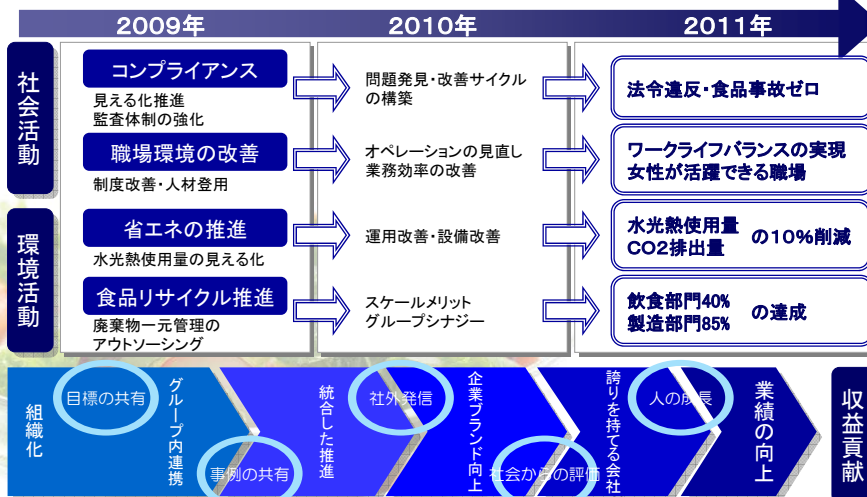 2009年
2010年
2011年
社会活動
コンプライアンス
見える化推進
監査体制の強化
問題発見・改善サイクル
の構築
法令違反・食品事故ゼロ
職場環境の改善
制度改善・人材登用
オペレーションの見直し
業務効率の改善
ワークライフバランスの実現
女性が活躍できる職場
環境活動
省エネの推進
水光熱使用量の見える化
運用改善・設備改善
水光熱使用量
CO2排出量
の10%削減
食品リサイクル推進
廃棄物一元管理の
アウトソーシング
スケールメリット
グループシナジー
飲食部門40%
製造部門85%
の達成
組織化
目標の共有
グループ内連携
事例の共有
統合した推進
社外発信
企業ブランド向上
社会からの評価
誇りを持てる会社
人の成長
業績の向上
収益貢献